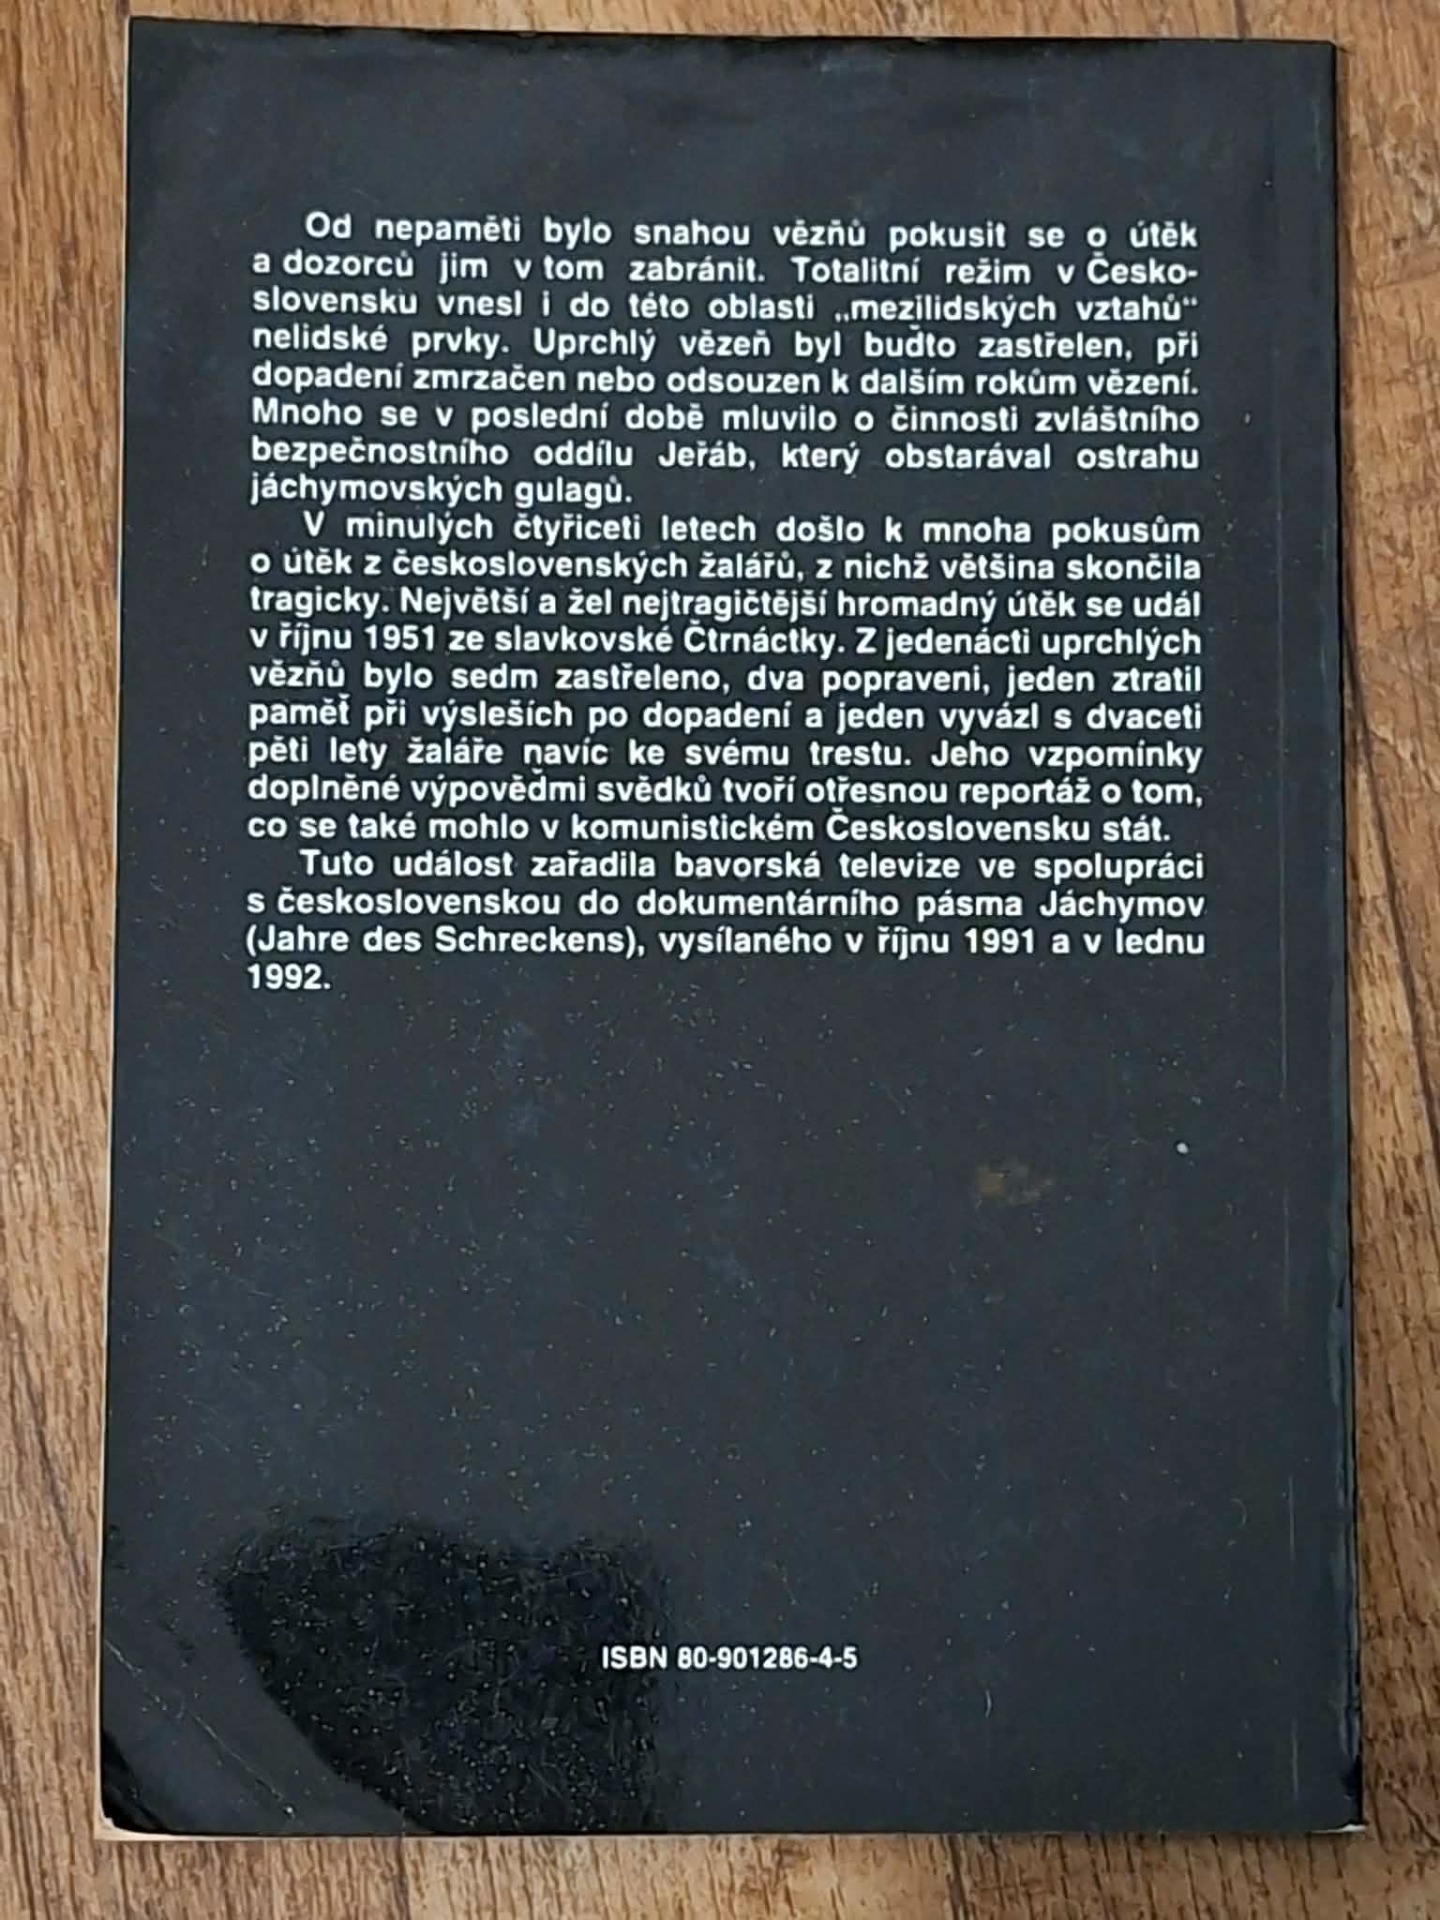 Od nepaměti bylo snahou vězňů pokusit se o útěk
a dozorců jim v tom zabránit. Totalitní režim v Česko-
slovensku vnesl i do této oblasti „mezilidských vztahů“
nelidské prvky. Uprchlý vězeň byl buďto zastřelen, při
dopadení zmrzačen nebo odsouzen k dalším rokům vězení.
Mnoho se v poslední době mluvilo o činnosti zvláštního
bezpečnostního oddílu Jeřáb, který obstarával ostrahu
jáchymovských gulagů.
V minulých čtyřiceti letech došlo k mnoha pokusům
o útěk z československých žalářů, z nichž většina skončila
tragicky. Největší a žel nejtragičtější hromadný útěk se udál
v říjnu 1951 ze slavkovské Čtrnáctky. Z jedenácti uprchlých
vězňů bylo sedm zastřeleno, dva popraveni, jeden ztratil
paměť při výsleších po dopadení a jeden vyvázl s dvaceti
pěti lety žaláře navíc ke svému trestu. Jeho vzpomínky
doplněné výpověďmi svědků tvoří otřesnou reportáž o tom,
co se také mohlo v komunistickém Československu stát.
Tuto událost zařadila bavorská televize ve spolupráci
s československou do dokumentárního pásma Jáchymov
(Jahre des Schreckens), vysílaného v říjnu 1991 a v lednu
1992.
ISBN 80-901286-4-5